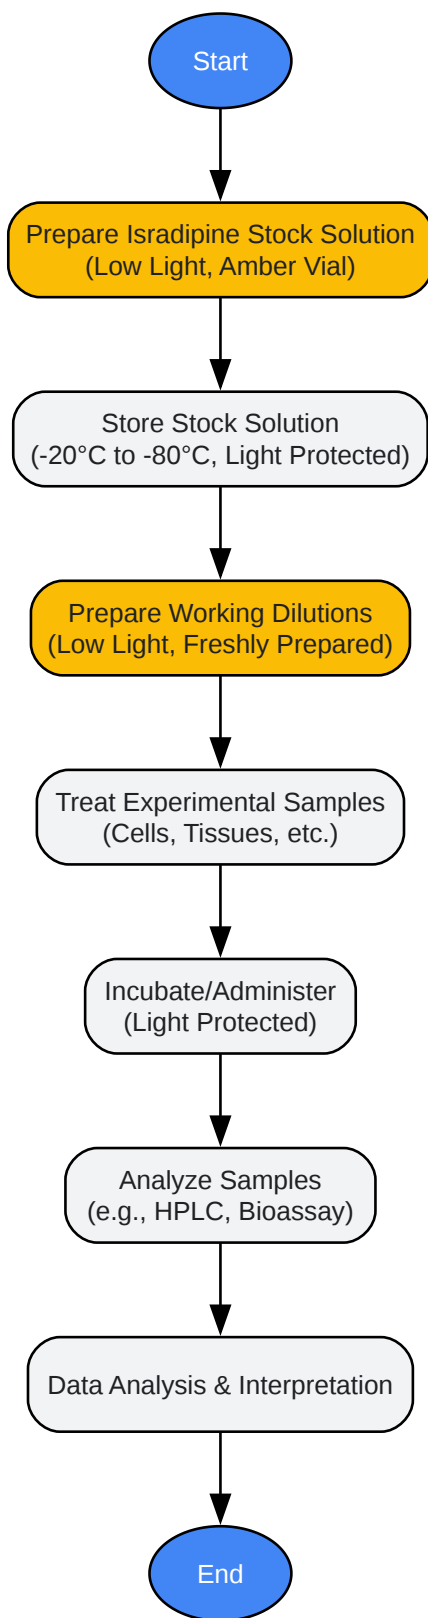 Start
Prepare Isradipine Stock Solution
(Low Light, Amber Vial)
Store Stock Solution
(-20°C to -80°C, Light Protected)
Prepare Working Dilutions
(Low Light, Freshly Prepared)
Treat Experimental Samples
(Cells, Tissues, etc.)
Incubate/Administer
(Light Protected)
Analyze Samples
(e.g., HPLC, Bioassay)
Data Analysis & Interpretation
End